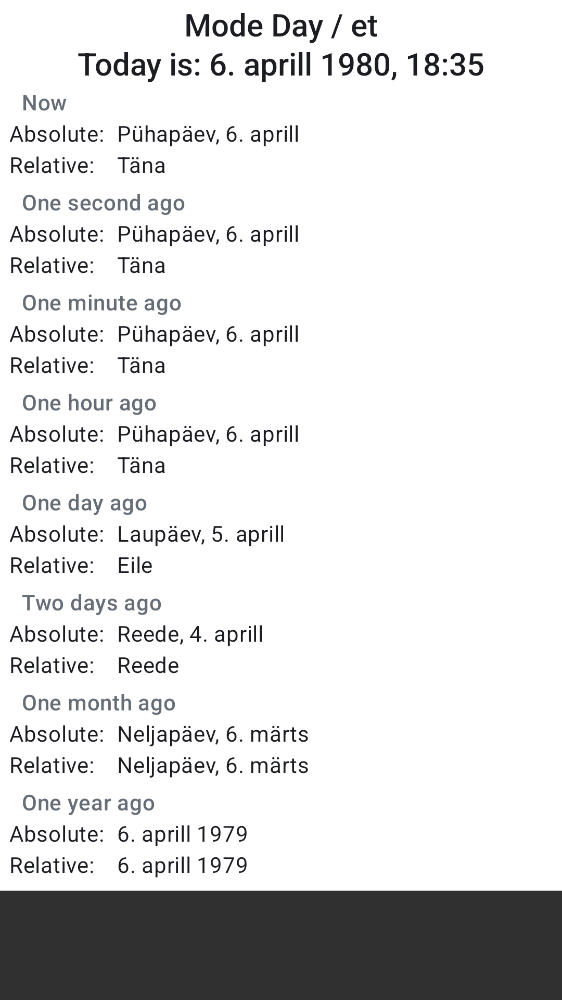 Mode Day / et
Today is: 6. aprill 1980, 18:35
Now
Absolute: Pühapäev, 6. aprill
Relative: Täna
One second ago
Absolute: Pühapäev, 6. aprill
Relative: Täna
One minute ago
Absolute: Pühapäev, 6. aprill
Relative: Täna
One hour ago
Absolute: Pühapäev, 6. aprill
Relative: Täna
One day ago
Absolute: Laupäev, 5. aprill
Relative: Eile
Two days ago
Absolute: Reede, 4. aprill
Relative: Reede
One month ago
Absolute: Neljapäev, 6. märts
Relative: Neljapäev, 6. märts
One year ago
Absolute: 6. aprill 1979
Relative: 6. aprill 1979